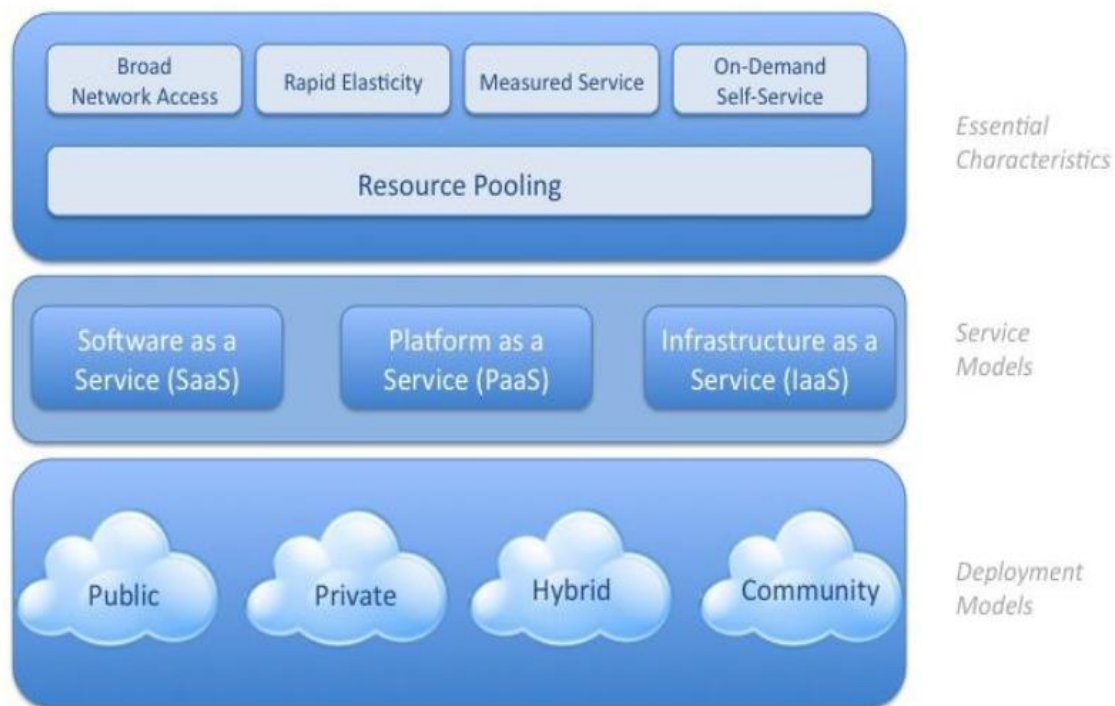 Broad
Network Access
Rapid Elasticity
Measured Service
On-Demand
Self-Service
Resource Pooling
Essential
Characteristics
Software as a
Service (SaaS)
Platform as a
Service (PaaS)
Infrastructure as a
Service (IaaS)
Service
Models
Public
Private
Hybrid
Community
Deployment
Models